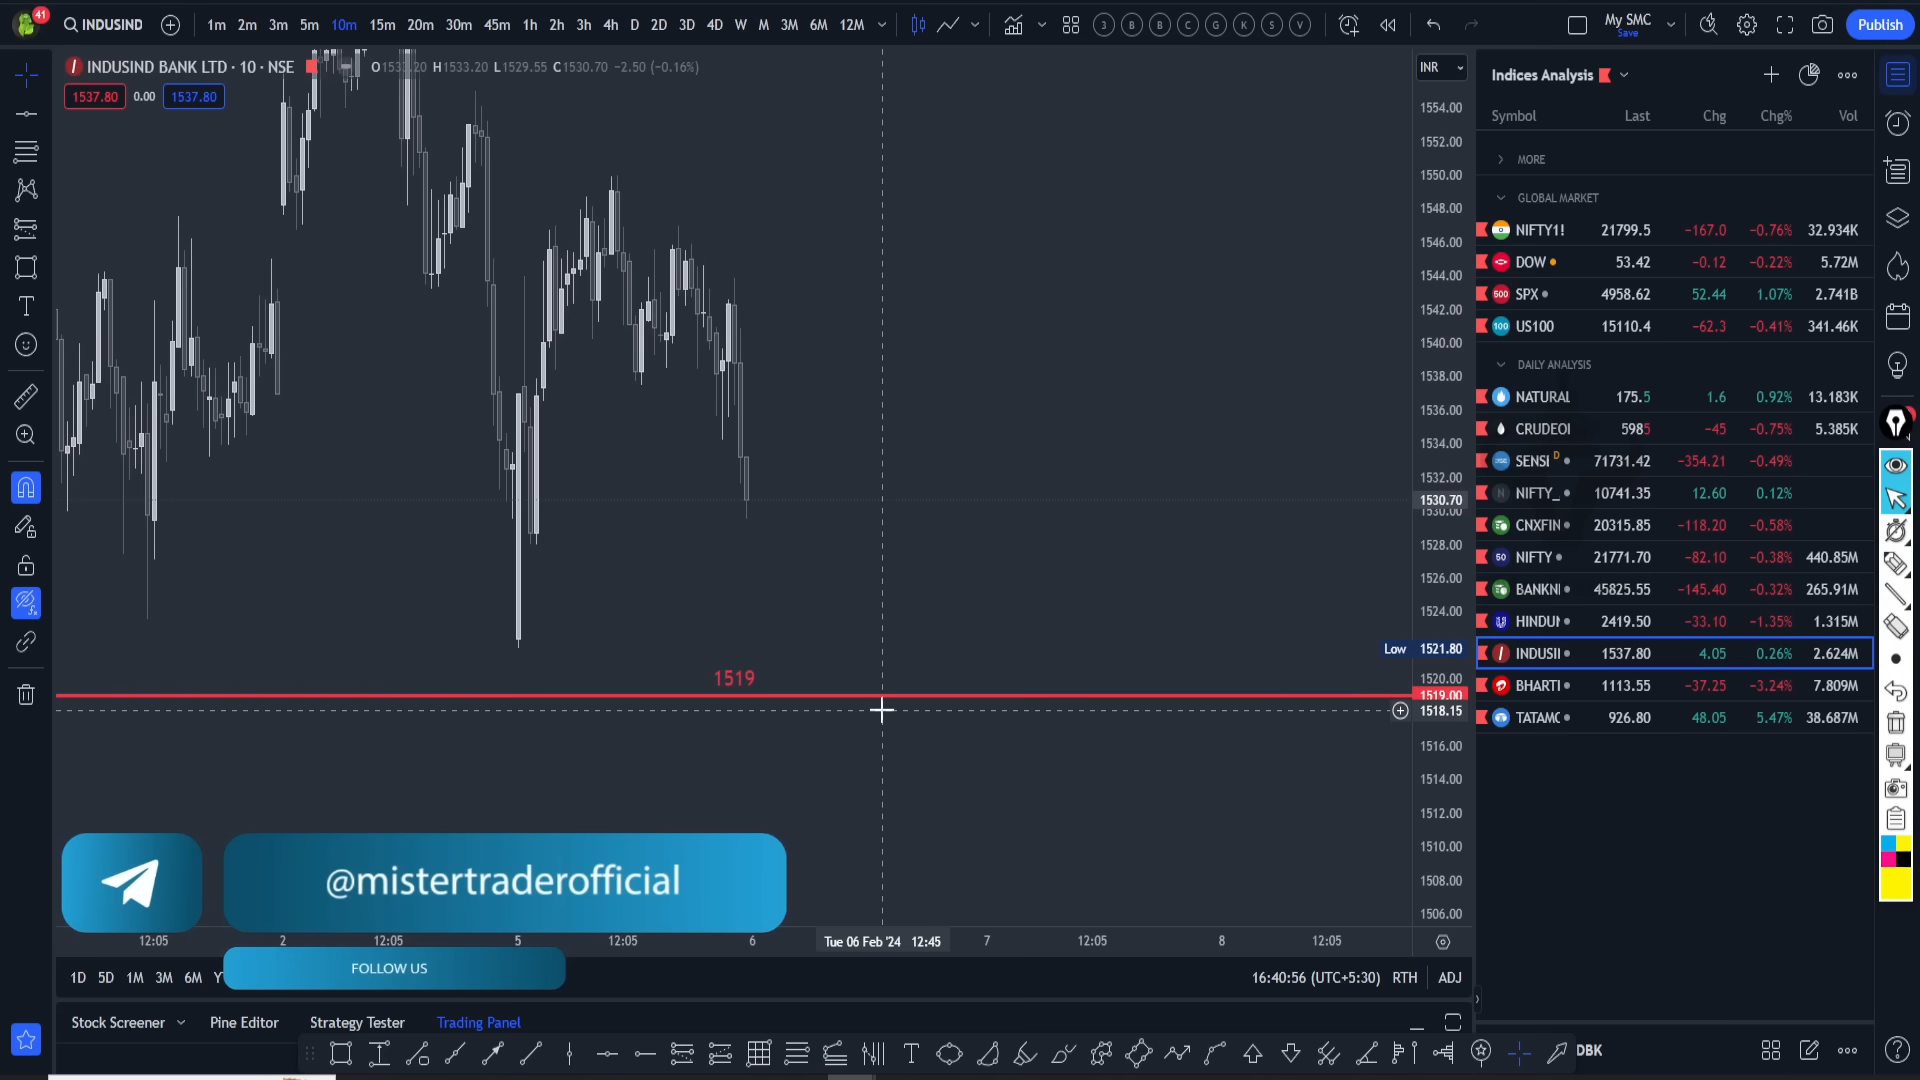 41
INDUSIND
1m 2m 3m 5m 10m 15m 20m 30m 45m 1h 2h 3h 4h D 2D 3D 4D W M 3M 6M 12M
3 B B C G K S V
My SMC
Save
Publish
INDUSIND BANK LTD · 10 · NSE
H1533.20 L1529.55 C1530.70 −2.50 (−0.16%)
1537.80 0.00 1537.80
INR
1554.00
1552.00
1550.00
1548.00
1546.00
1544.00
1542.00
1540.00
1538.00
1536.00
1534.00
1532.00
1530.70
1530.00
1528.00
1526.00
1524.00
Low 1521.80
1520.00
1519
1519.00
1518.15
1516.00
1514.00
1512.00
1510.00
1508.00
1506.00
Indices Analysis
Symbol Last Chg Chg% Vol
MORE
GLOBAL MARKET
NIFTY1! 21799.5 −167.0 −0.76% 32.934K
DOW 53.42 −0.12 −0.22% 5.72M
500 SPX 4958.62 52.44 1.07% 2.741B
100 US100 15110.4 −62.3 −0.41% 341.46K
DAILY ANALYSIS
NATURAL 175.5 1.6 0.92% 13.183K
CRUDEOI 5985 −45 −0.75% 5.385K
SENSI D 71731.42 −354.21 −0.49%
N NIFTY_ 10741.35 12.60 0.12%
CNXFIN 20315.85 −118.20 −0.58%
50 NIFTY 21771.70 −82.10 −0.38% 440.85M
BANKNI 45825.55 −145.40 −0.32% 265.91M
HINDUN 2419.50 −33.10 −1.35% 1.315M
INDUSII 1537.80 4.05 0.26% 2.624M
BHARTI 1113.55 −37.25 −3.24% 7.809M
TATAMC 926.80 48.05 5.47% 38.687M
@mistertraderofficial
12:05 2 12:05 5 12:05 6 Tue 06 Feb '24 12:45 7 12:05 8 12:05
FOLLOW US
1D 5D 1M 3M 6M Y
16:40:56 (UTC+5:30) RTH ADJ
Stock Screener Pine Editor Strategy Tester Trading Panel
DBK